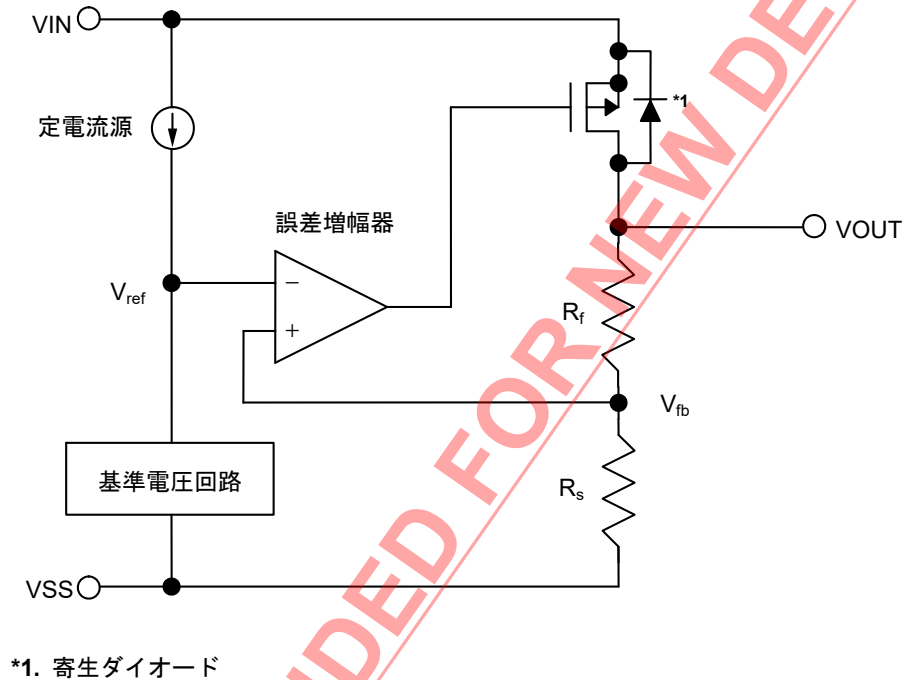 VIN
定電流源
*1
誤差増幅器
VOUT
Vref
−
+
Rf
Vfb
基準電圧回路
Rs
VSS
*1. 寄生ダイオード
NDED FOR NEW DE